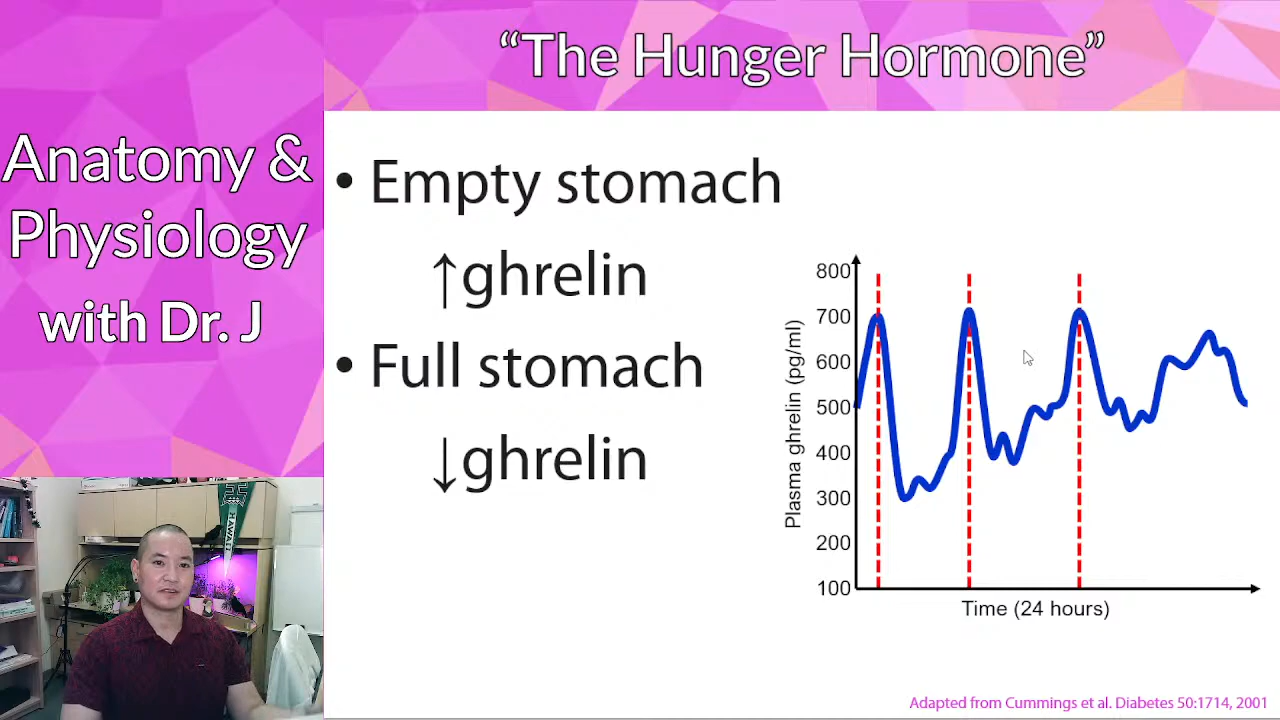 Anatomy &
Physiology
with Dr. J
“The Hunger Hormone”
• Empty stomach
↑ghrelin
• Full stomach
↓ghrelin
Plasma ghrelin (pg/ml)
800
700
600
500
400
300
200
100
Time (24 hours)
Adapted from Cummings et al. Diabetes 50:1714, 2001
H
HAWAII